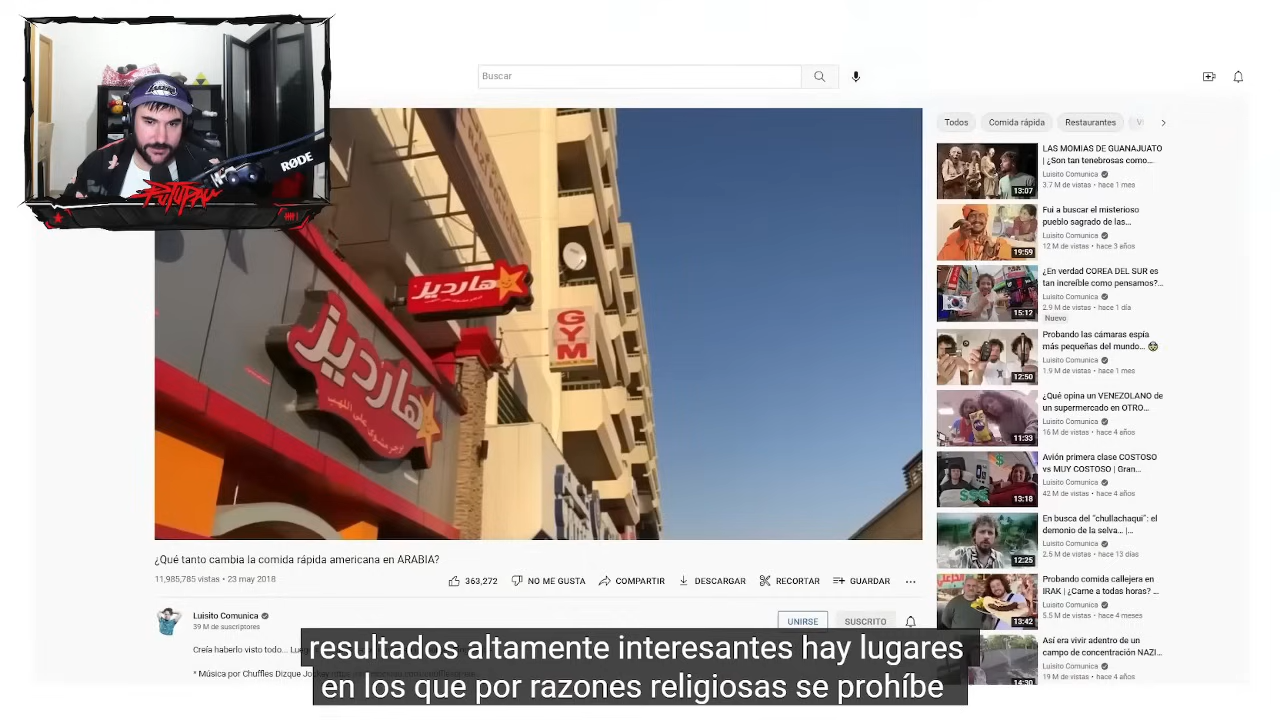 Buscar
RØDE
هارديز
GYM
هارديز
Todos
Comida rápida
Restaurantes
LAS MOMIAS DE GUANAJUATO
| ¿Son tan tenebrosas como...
Luisito Comunica
3.7 M de vistas • hace 1 mes
13:07
Fui a buscar el misterioso
pueblo sagrado de las...
Luisito Comunica
12 M de vistas • hace 3 años
19:59
¿En verdad COREA DEL SUR es
tan increíble como pensamos?...
Luisito Comunica
2.9 M de vistas • hace 1 día
Nuevo
15:12
Probando las cámaras espía
más pequeñas del mundo... 
Luisito Comunica
1.9 M de vistas • hace 1 mes
12:50
¿Qué opina un VENEZOLANO de
un supermercado en OTRO...
Luisito Comunica
16 M de vistas • hace 4 años
11:33
Avión primera clase COSTOSO
vs MUY COSTOSO | Gran...
Luisito Comunica
42 M de vistas • hace 4 años
13:18
En busca del "chullachaqui": el
demonio de la selva... |...
Luisito Comunica
2.5 M de vistas • hace 13 días
12:25
Probando comida callejera en
IRAK | ¿Carne a todas horas? ...
Luisito Comunica
5.5 M de vistas • hace 4 meses
13:42
Así era vivir adentro de un
campo de concentración NAZI...
Luisito Comunica
19 M de vistas • hace 4 años
14:30
¿Qué tanto cambia la comida rápida americana en ARABIA?
11,985,785 vistas • 23 may 2018
363,272
NO ME GUSTA
COMPARTIR
DESCARGAR
RECORTAR
GUARDAR
Luisito Comunica
39 M de suscriptores
UNIRSE
SUSCRITO
Creía haberlo visto todo...
* Música por Chuffles Dizque Jockey
resultados altamente interesantes hay lugares
en los que por razones religiosas se prohíbe